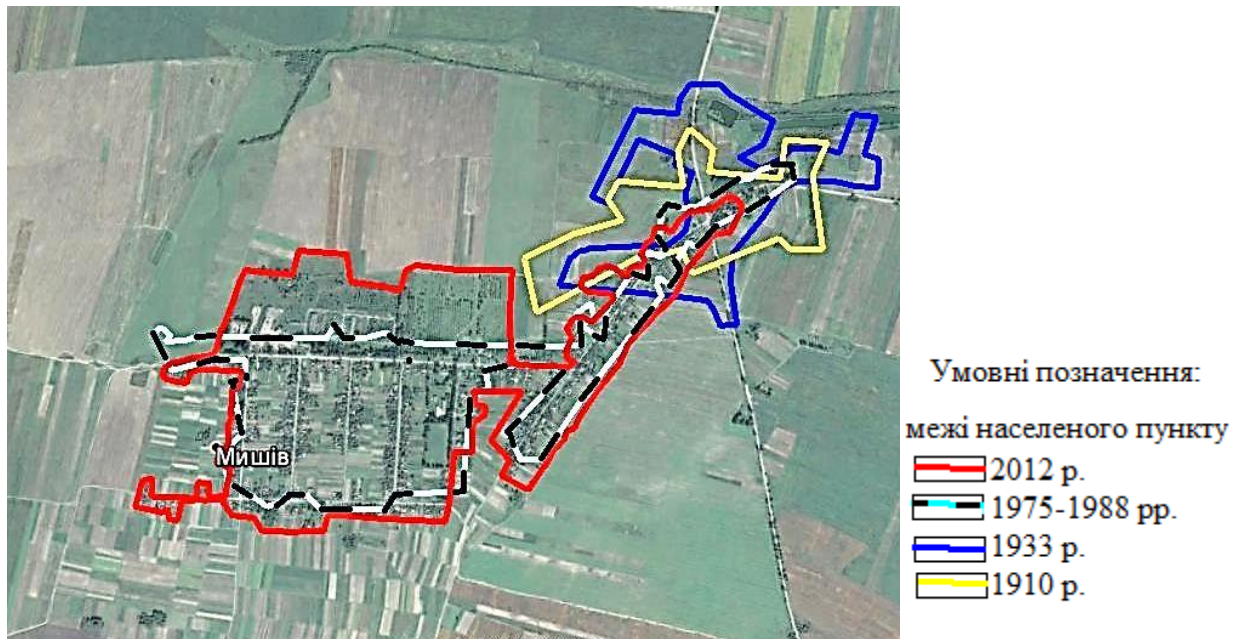 Мишів
Умовні позначення:
межі населеного пункту
2012 р.
1975-1988 рр.
1933 р.
1910 р.